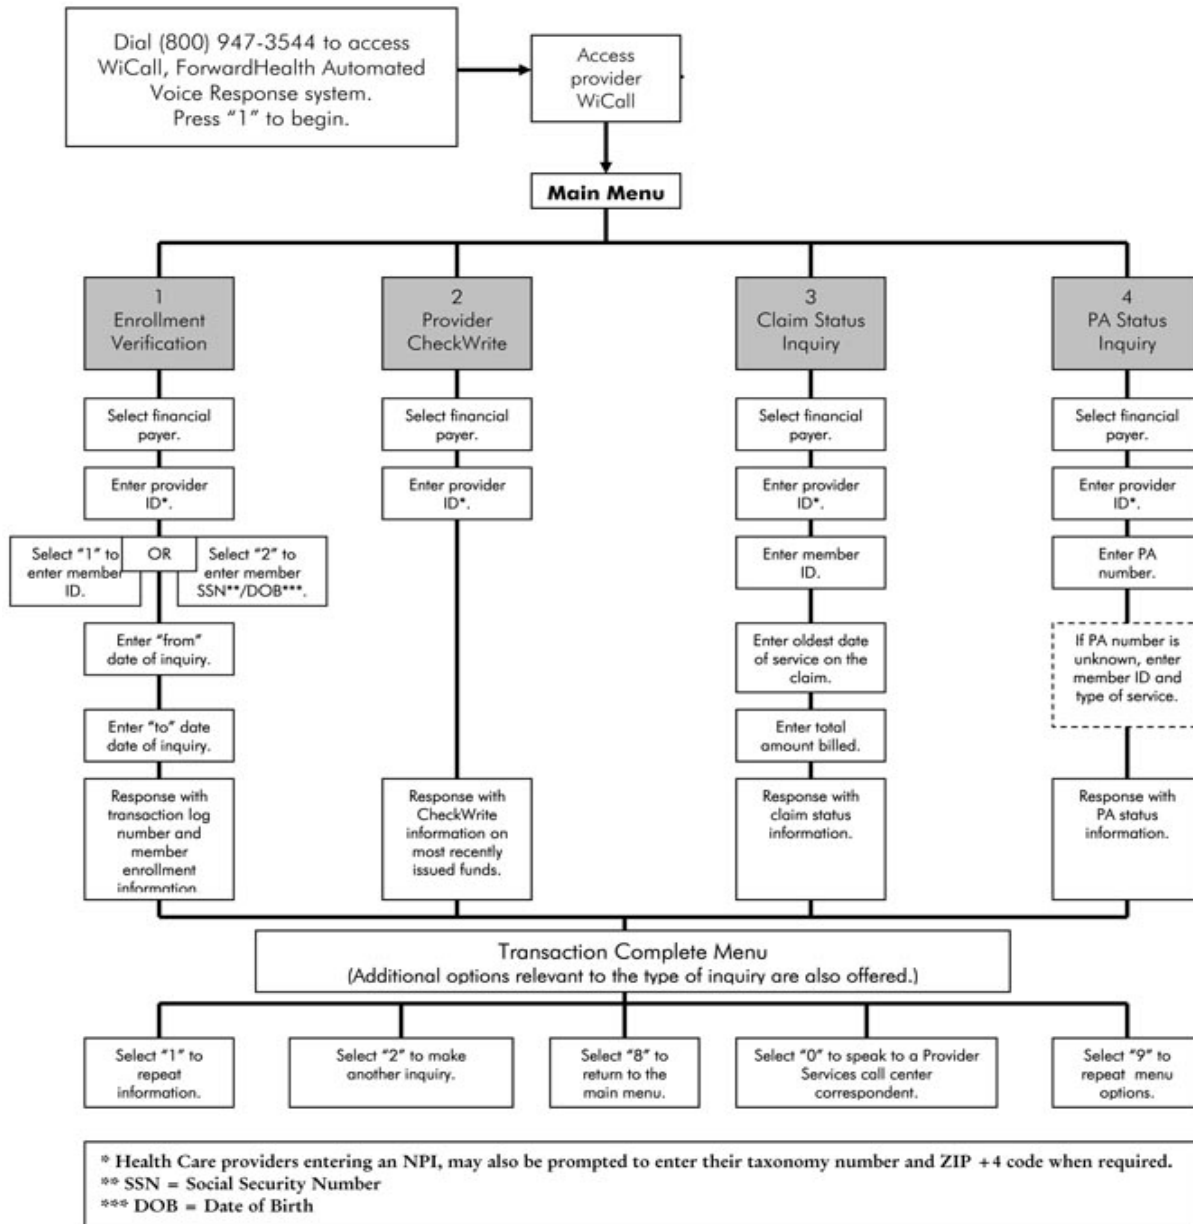 Dial (800) 947-3544 to access
WiCall, ForwardHealth Automated
Voice Response system.
Press “1” to begin.
Access
provider
WiCall
Main Menu
1
Enrollment
Verification
Select financial
payer.
Enter provider
ID*.
Select “1” to
enter member
ID.
OR
Select “2” to
enter member
SSN**/DOB***.
Enter “from”
date of inquiry.
Enter “to” date
date of inquiry.
Response with
transaction log
number and
member
enrollment
information
2
Provider
CheckWrite
Select financial
payer.
Enter provider
ID*.
Response with
CheckWrite
information on
most recently
issued funds.
3
Claim Status
Inquiry
Select financial
payer.
Enter provider
ID*.
Enter member
ID.
Enter oldest date
of service on the
claim.
Enter total
amount billed.
Response with
claim status
information.
4
PA Status
Inquiry
Select financial
payer.
Enter provider
ID*.
Enter PA
number.
If PA number is
unknown, enter
member ID and
type of service.
Response with
PA status
information.
Transaction Complete Menu
(Additional options relevant to the type of inquiry are also offered.)
Select “1” to
repeat
information.
Select “2” to make
another inquiry.
Select “8” to
return to the
main menu.
Select “0” to speak to a Provider
Services call center
correspondent.
Select “9” to
repeat menu
options.
* Health Care providers entering an NPI, may also be prompted to enter their taxonomy number and ZIP +4 code when required.
** SSN = Social Security Number
*** DOB = Date of Birth